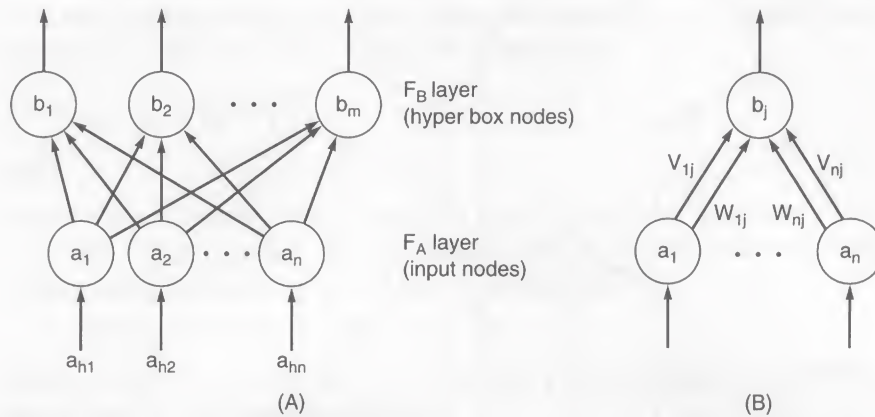 b1 b2 . . . bm
FB layer
(hyper box nodes)
a1 a2 . . . an
FA layer
(input nodes)
ah1 ah2 ahn
(A)
bj
V1j Vnj
W1j Wnj
a1 . . . an
(B)